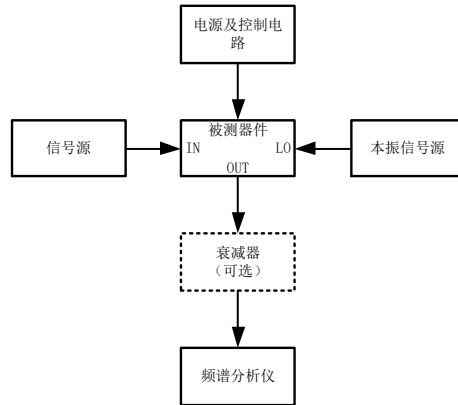 电源及控制电
路
信号源
被测器件
IN
LO
OUT
本振信号源
衰减器
（可选）
频谱分析仪